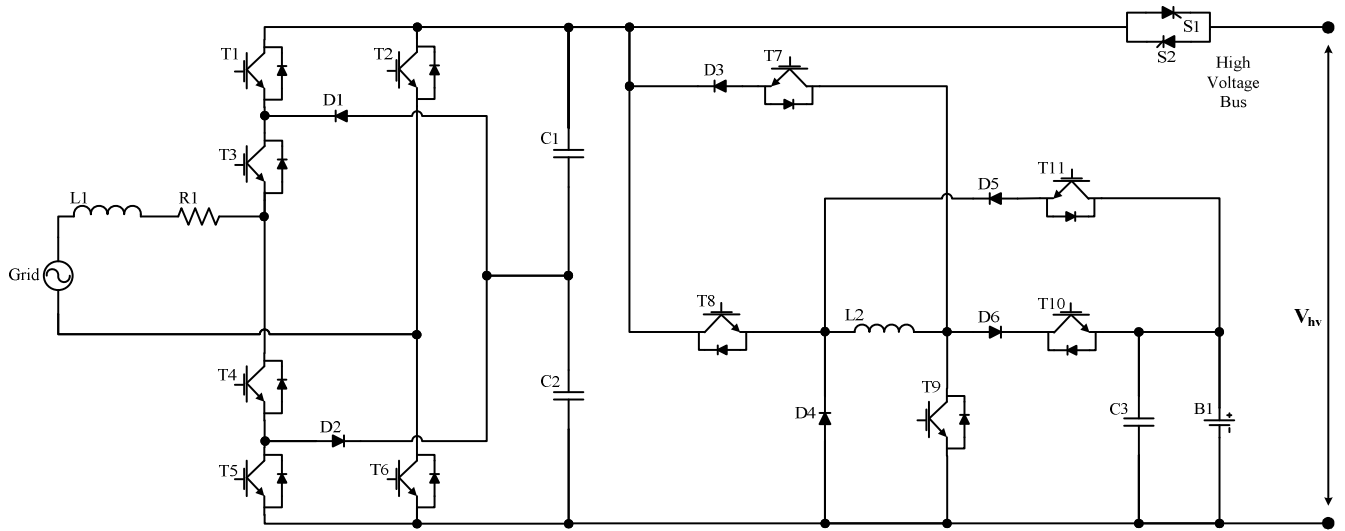 T1
T2
D1
T3
L1
R1
Grid
T4
D2
T5
T6
C1
C2
D3
T7
T8
L2
D4
D5
T11
D6
T10
T9
C3
B1
+
-
S1
S2
High
Voltage
Bus
Vhv